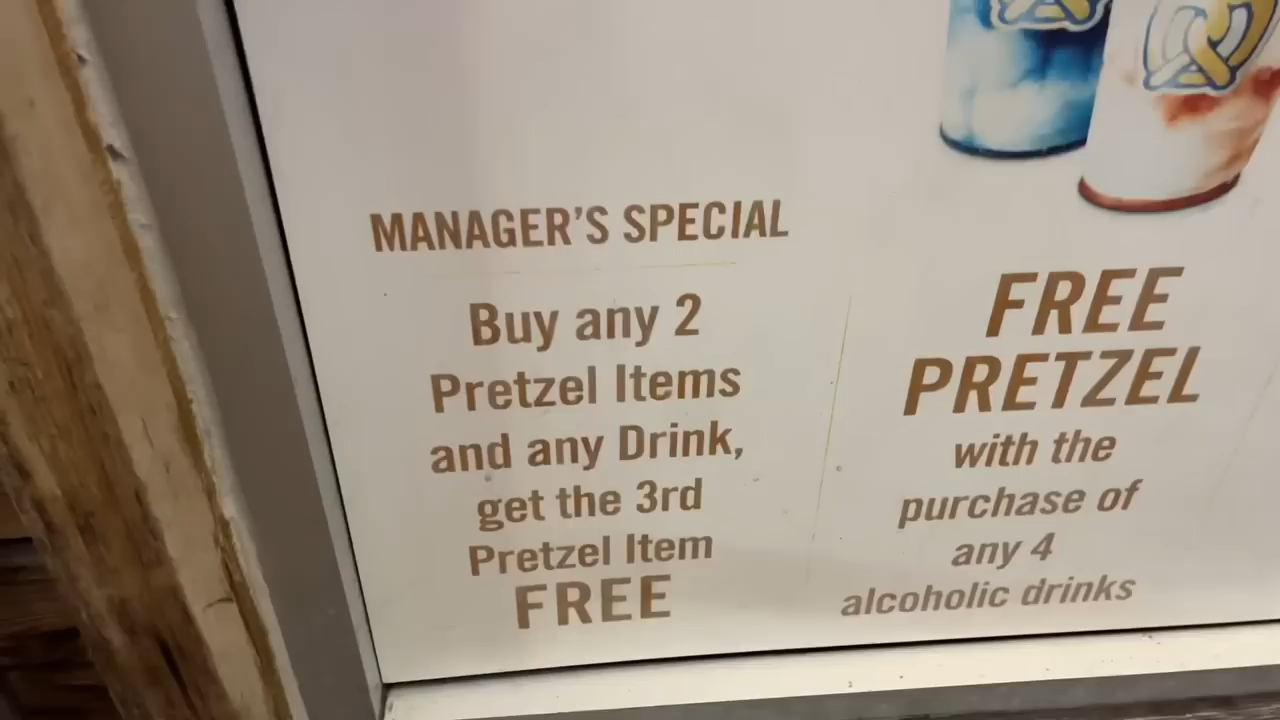 MANAGER'S SPECIAL
Buy any 2
Pretzel Items
and any Drink,
get the 3rd
Pretzel Item
FREE
FREE
PRETZEL
with the
purchase of
any 4
alcoholic drinks